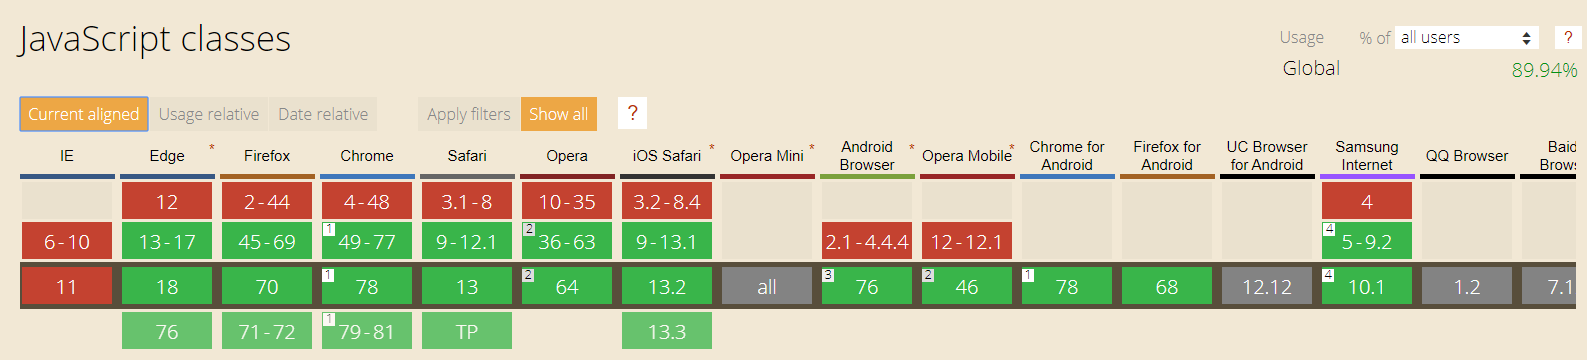 JavaScript classes
Usage % of all users ?
Global 89.94%
Current aligned Usage relative Date relative Apply filters Show all ?
IE Edge * Firefox Chrome Safari Opera iOS Safari * Opera Mini * Android Browser * Opera Mobile * Chrome for Android Firefox for Android UC Browser for Android Samsung Internet QQ Browser Baid Brows
12 2-44 4-48 3.1-8 10-35 3.2-8.4 4
6-10 13-17 45-69 1 49-77 9-12.1 2 36-63 9-13.1 2.1-4.4.4 12-12.1 4 5-9.2
11 18 70 1 78 13 2 64 13.2 all 3 76 2 46 1 78 68 12.12 4 10.1 1.2 7.1
76 71-72 1 79-81 TP 13.3